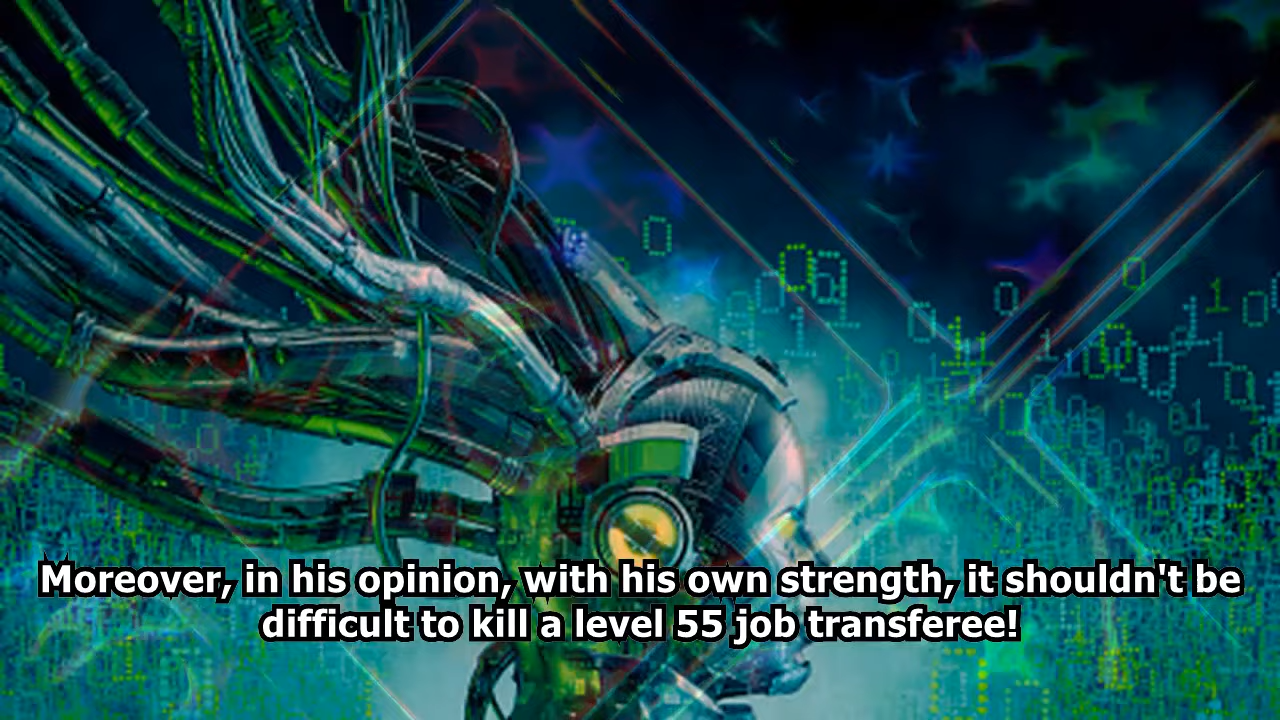 Moreover, in his opinion, with his own strength, it shouldn't be
difficult to kill a level 55 job transferee!